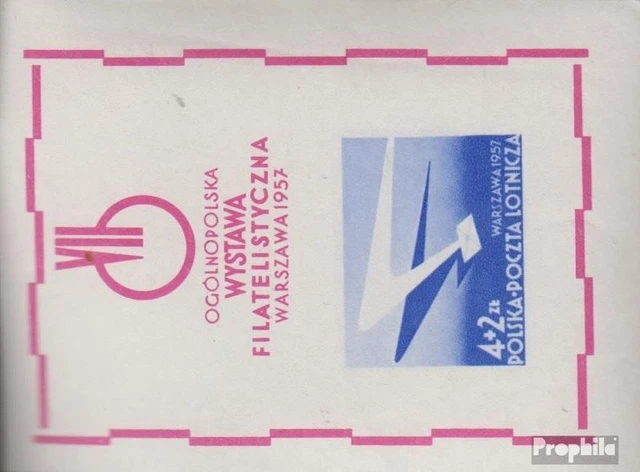 VII
OGÓLNOPOLSKA
WYSTAWA
FILATELISTYCZNA
WARSZAWA 1957
WARSZAWA 1957
4+2 ZŁ
POLSKA·POCZTA LOTNICZA
Prophila